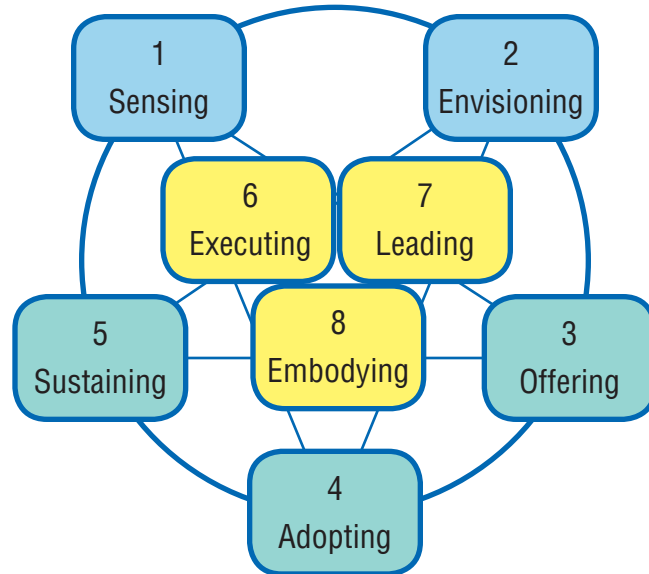 1
Sensing
2
Envisioning
6
Executing
7
Leading
5
Sustaining
8
Embodying
3
Offering
4
Adopting